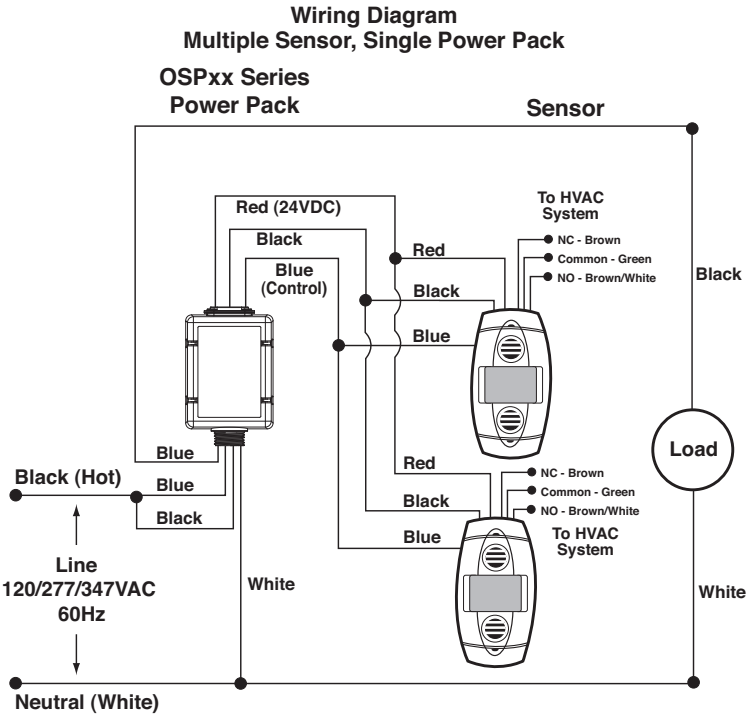 Wiring Diagram
Multiple Sensor, Single Power Pack
OSPxx Series
Power Pack
Sensor
Red (24VDC)
Black
Blue
(Control)
To HVAC
System
NC - Brown
Common - Green
NO - Brown/White
Red
Black
Blue
Black
Load
Blue
Black (Hot)
Blue
Black
Red
Black
Blue
NC - Brown
Common - Green
NO - Brown/White
To HVAC
System
Line
120/277/347VAC
60Hz
White
White
Neutral (White)